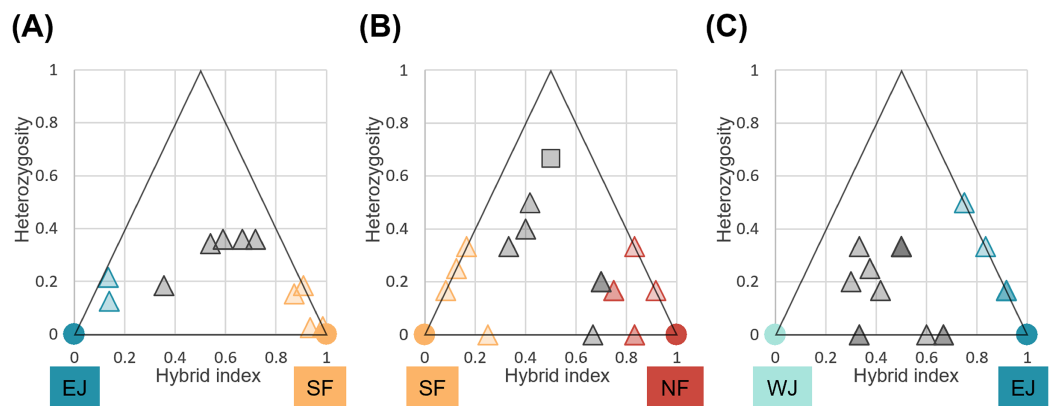 (A) (B) (C)
1 1 1
0.8 0.8 0.8
0.6 0.6 0.6
0.4 0.4 0.4
0.2 0.2 0.2
0 0 0
Heterozygosity Heterozygosity Heterozygosity
0 0.2 0.4 0.6 0.8 1 0 0.2 0.4 0.6 0.8 1 0 0.2 0.4 0.6 0.8 1
Hybrid index Hybrid index Hybrid index
EJ SF SF NF WJ EJ